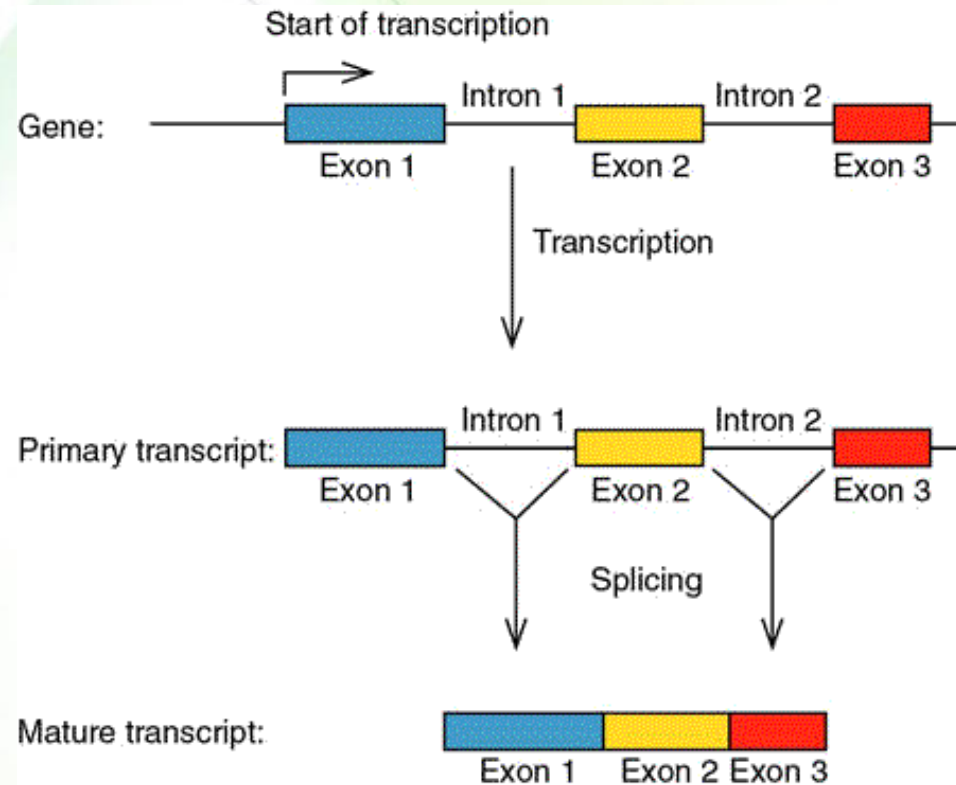 Start of transcription
Intron 1 Intron 2
Gene:
Exon 1 Exon 2 Exon 3
Transcription
Intron 1 Intron 2
Primary transcript:
Exon 1 Exon 2 Exon 3
Splicing
Mature transcript:
Exon 1 Exon 2 Exon 3